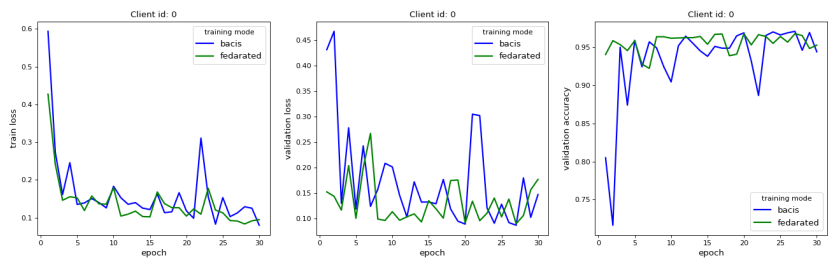 Client id: 0
train loss
0.6
0.5
0.4
0.3
0.2
0.1
0 5 10 15 20 25 30
epoch
training mode
bacis
fedarated
Client id: 0
validation loss
0.45
0.40
0.35
0.30
0.25
0.20
0.15
0.10
0 5 10 15 20 25 30
epoch
training mode
bacis
fedarated
Client id: 0
validation accuracy
0.95
0.90
0.85
0.80
0.75
0 5 10 15 20 25 30
epoch
training mode
bacis
fedarated